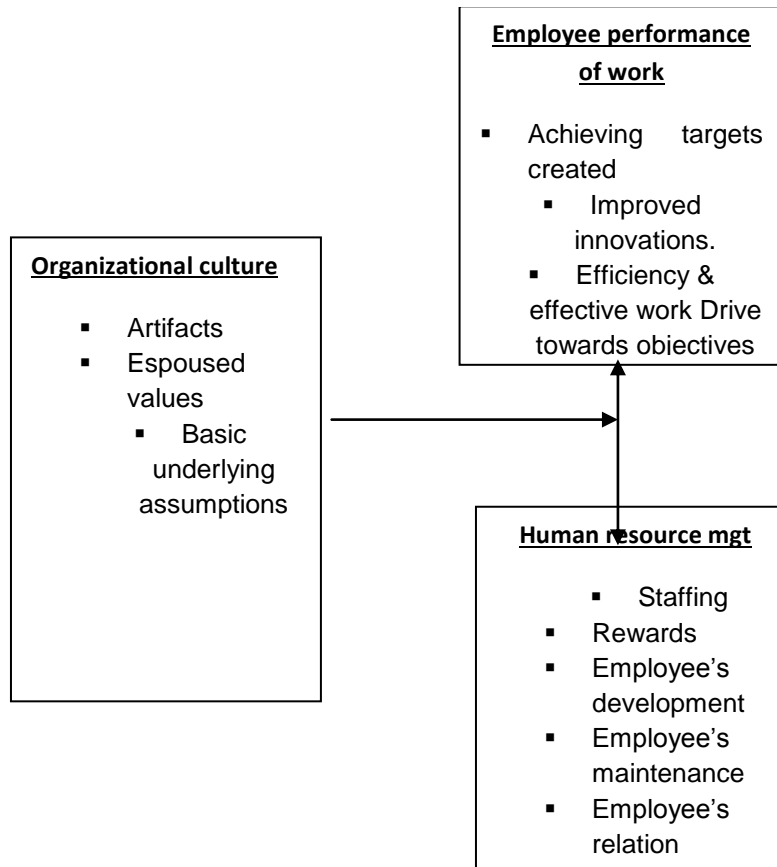 Employee performance
of work
▪ Achieving targets
created
▪ Improved
innovations.
▪ Efficiency &
effective work Drive
towards objectives
Organizational culture
▪ Artifacts
▪ Espoused
values
▪ Basic
underlying
assumptions
Human resource mgt
▪ Staffing
▪ Rewards
▪ Employee’s
development
▪ Employee’s
maintenance
▪ Employee’s
relation